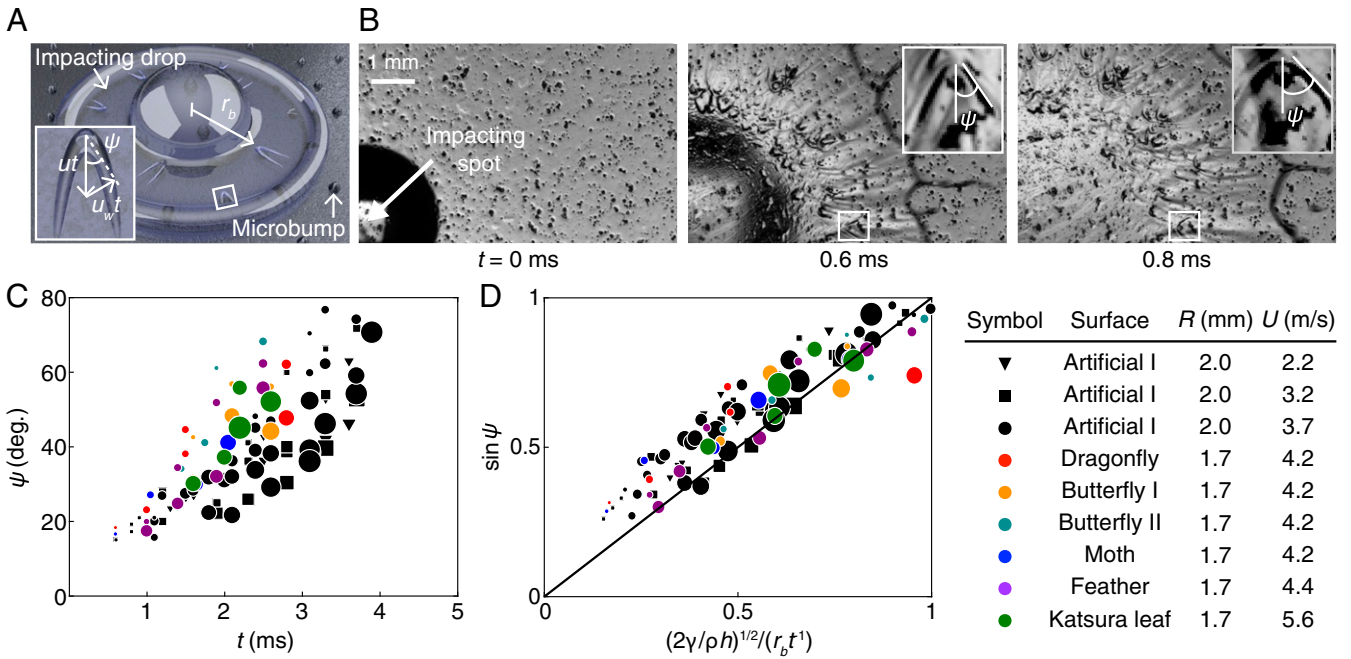 A
Impacting drop
r_b
ψ
ut
u_w t
Microbump
B
1 mm
Impacting
spot
ψ
ψ
t = 0 ms
0.6 ms
0.8 ms
C
80
60
40
20
0
ψ (deg.)
1
2
3
4
5
t (ms)
D
1
0.5
0
sin ψ
0.5
1
(2γ/ρh)^1/2/(r_b t^-1)
Symbol Surface R (mm) U (m/s)
▼ Artificial I 2.0 2.2
■ Artificial I 2.0 3.2
● Artificial I 2.0 3.7
● Dragonfly 1.7 4.2
● Butterfly I 1.7 4.2
● Butterfly II 1.7 4.2
● Moth 1.7 4.2
● Feather 1.7 4.4
● Katsura leaf 1.7 5.6